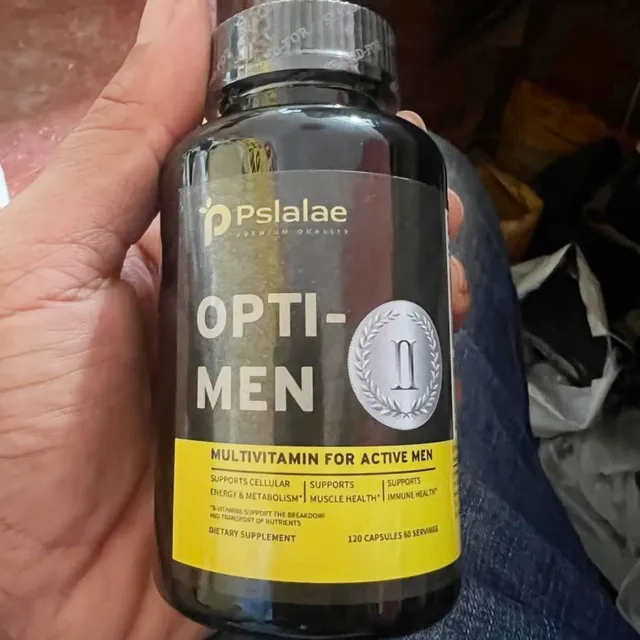 Pslalae
PREMIUM QUALITY
OPTI-
MEN
MULTIVITAMIN FOR ACTIVE MEN
SUPPORTS CELLULAR
ENERGY & METABOLISM*
SUPPORTS
MUSCLE HEALTH*
SUPPORTS
IMMUNE HEALTH*
*B-VITAMINS SUPPORT THE BREAKDOWN
AND TRANSPORT OF NUTRIENTS
DIETARY SUPPLEMENT
120 CAPSULES 60 SERVINGS